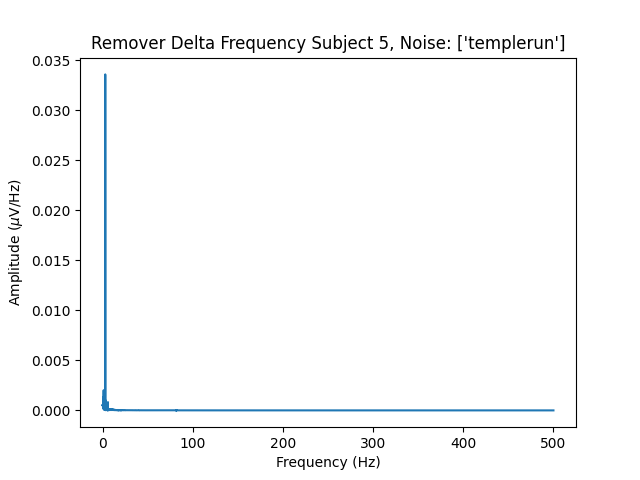 Remover Delta Frequency Subject 5, Noise: ['templerun']
Amplitude (μV/Hz)
0.035
0.030
0.025
0.020
0.015
0.010
0.005
0.000
0 100 200 300 400 500
Frequency (Hz)